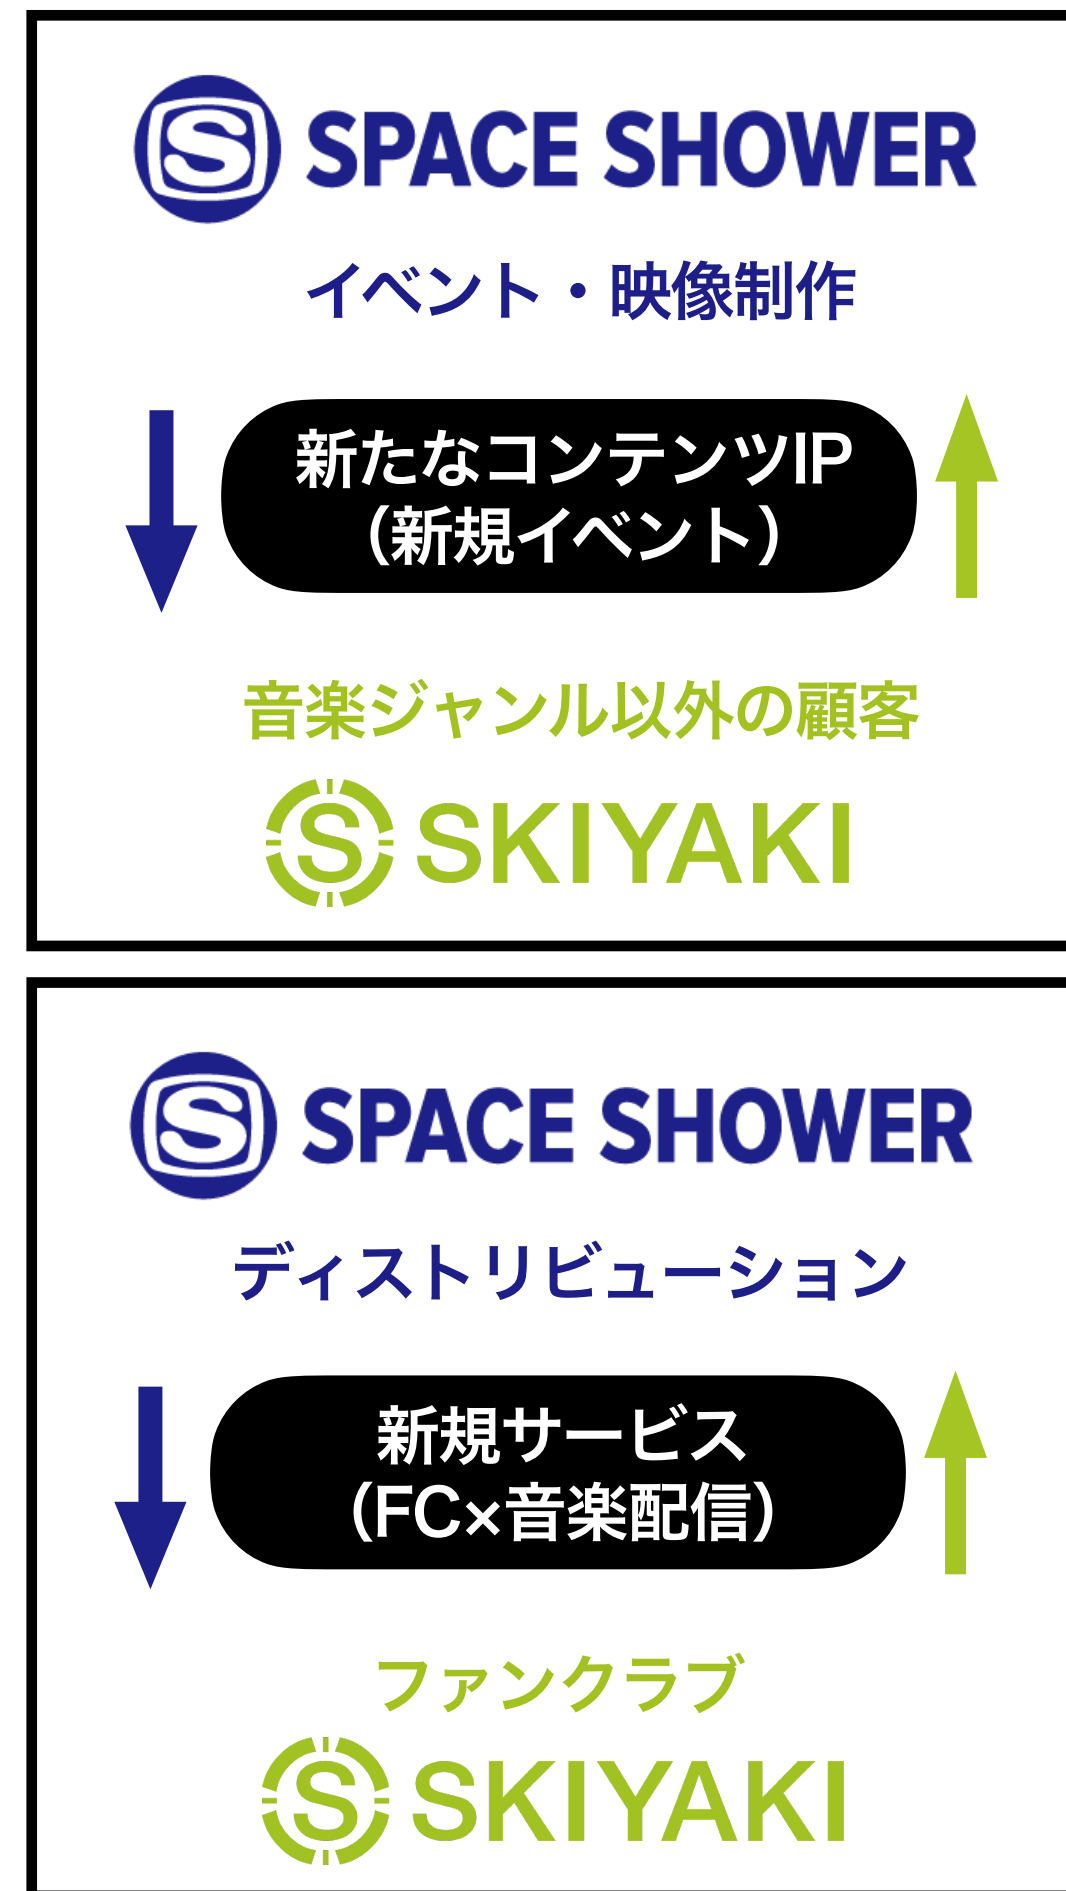 SPACE SHOWER
イベント・映像制作
新たなコンテンツIP
（新規イベント）
音楽ジャンル以外の顧客
SKIYAKI
SPACE SHOWER
ディストリビューション
新規サービス
（FC×音楽配信）
ファンクラブ
SKIYAKI